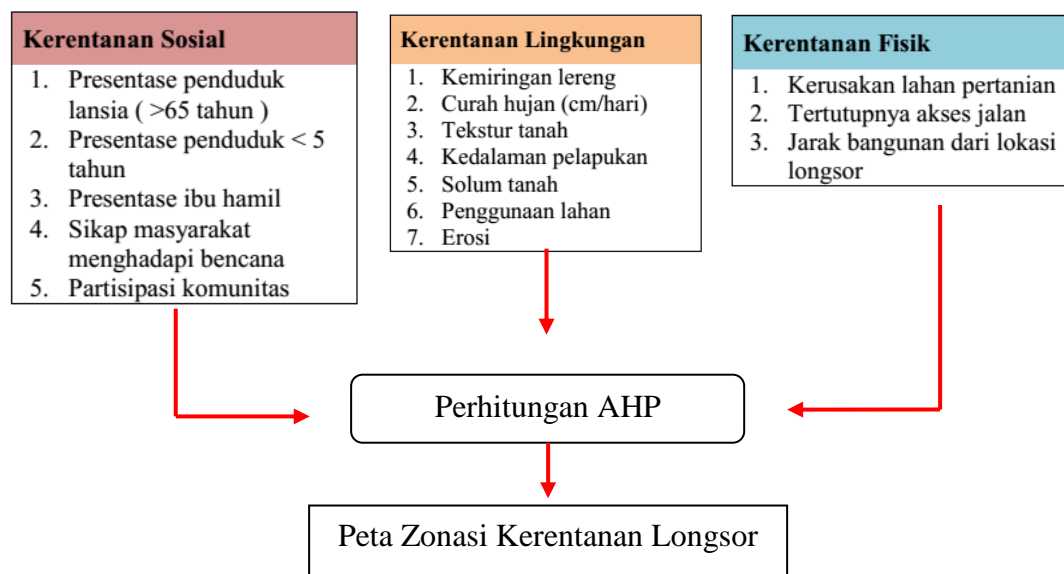 Kerentanan Sosial
1. Presentase penduduk
lansia ( >65 tahun )
2. Presentase penduduk < 5
tahun
3. Presentase ibu hamil
4. Sikap masyarakat
menghadapi bencana
5. Partisipasi komunitas
Kerentanan Lingkungan
1. Kemiringan lereng
2. Curah hujan (cm/hari)
3. Tekstur tanah
4. Kedalaman pelapukan
5. Solum tanah
6. Penggunaan lahan
7. Erosi
Kerentanan Fisik
1. Kerusakan lahan pertanian
2. Tertutupnya akses jalan
3. Jarak bangunan dari lokasi
longsor
Perhitungan AHP
Peta Zonasi Kerentanan Longsor